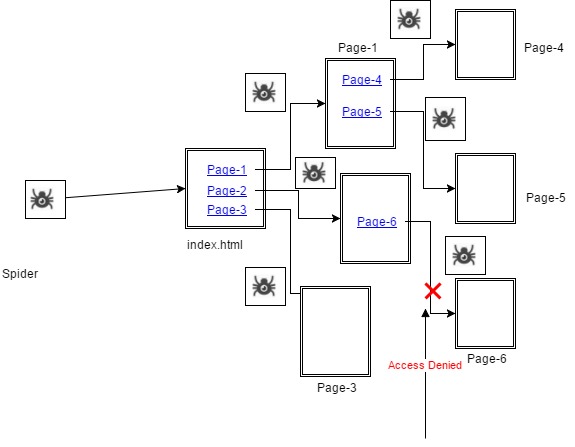 Page-1
Page-4
Page-4
Page-5
Page-1
Page-2
Page-3
Page-6
Page-5
index.html
Spider
Access Denied
Page-6
Page-3